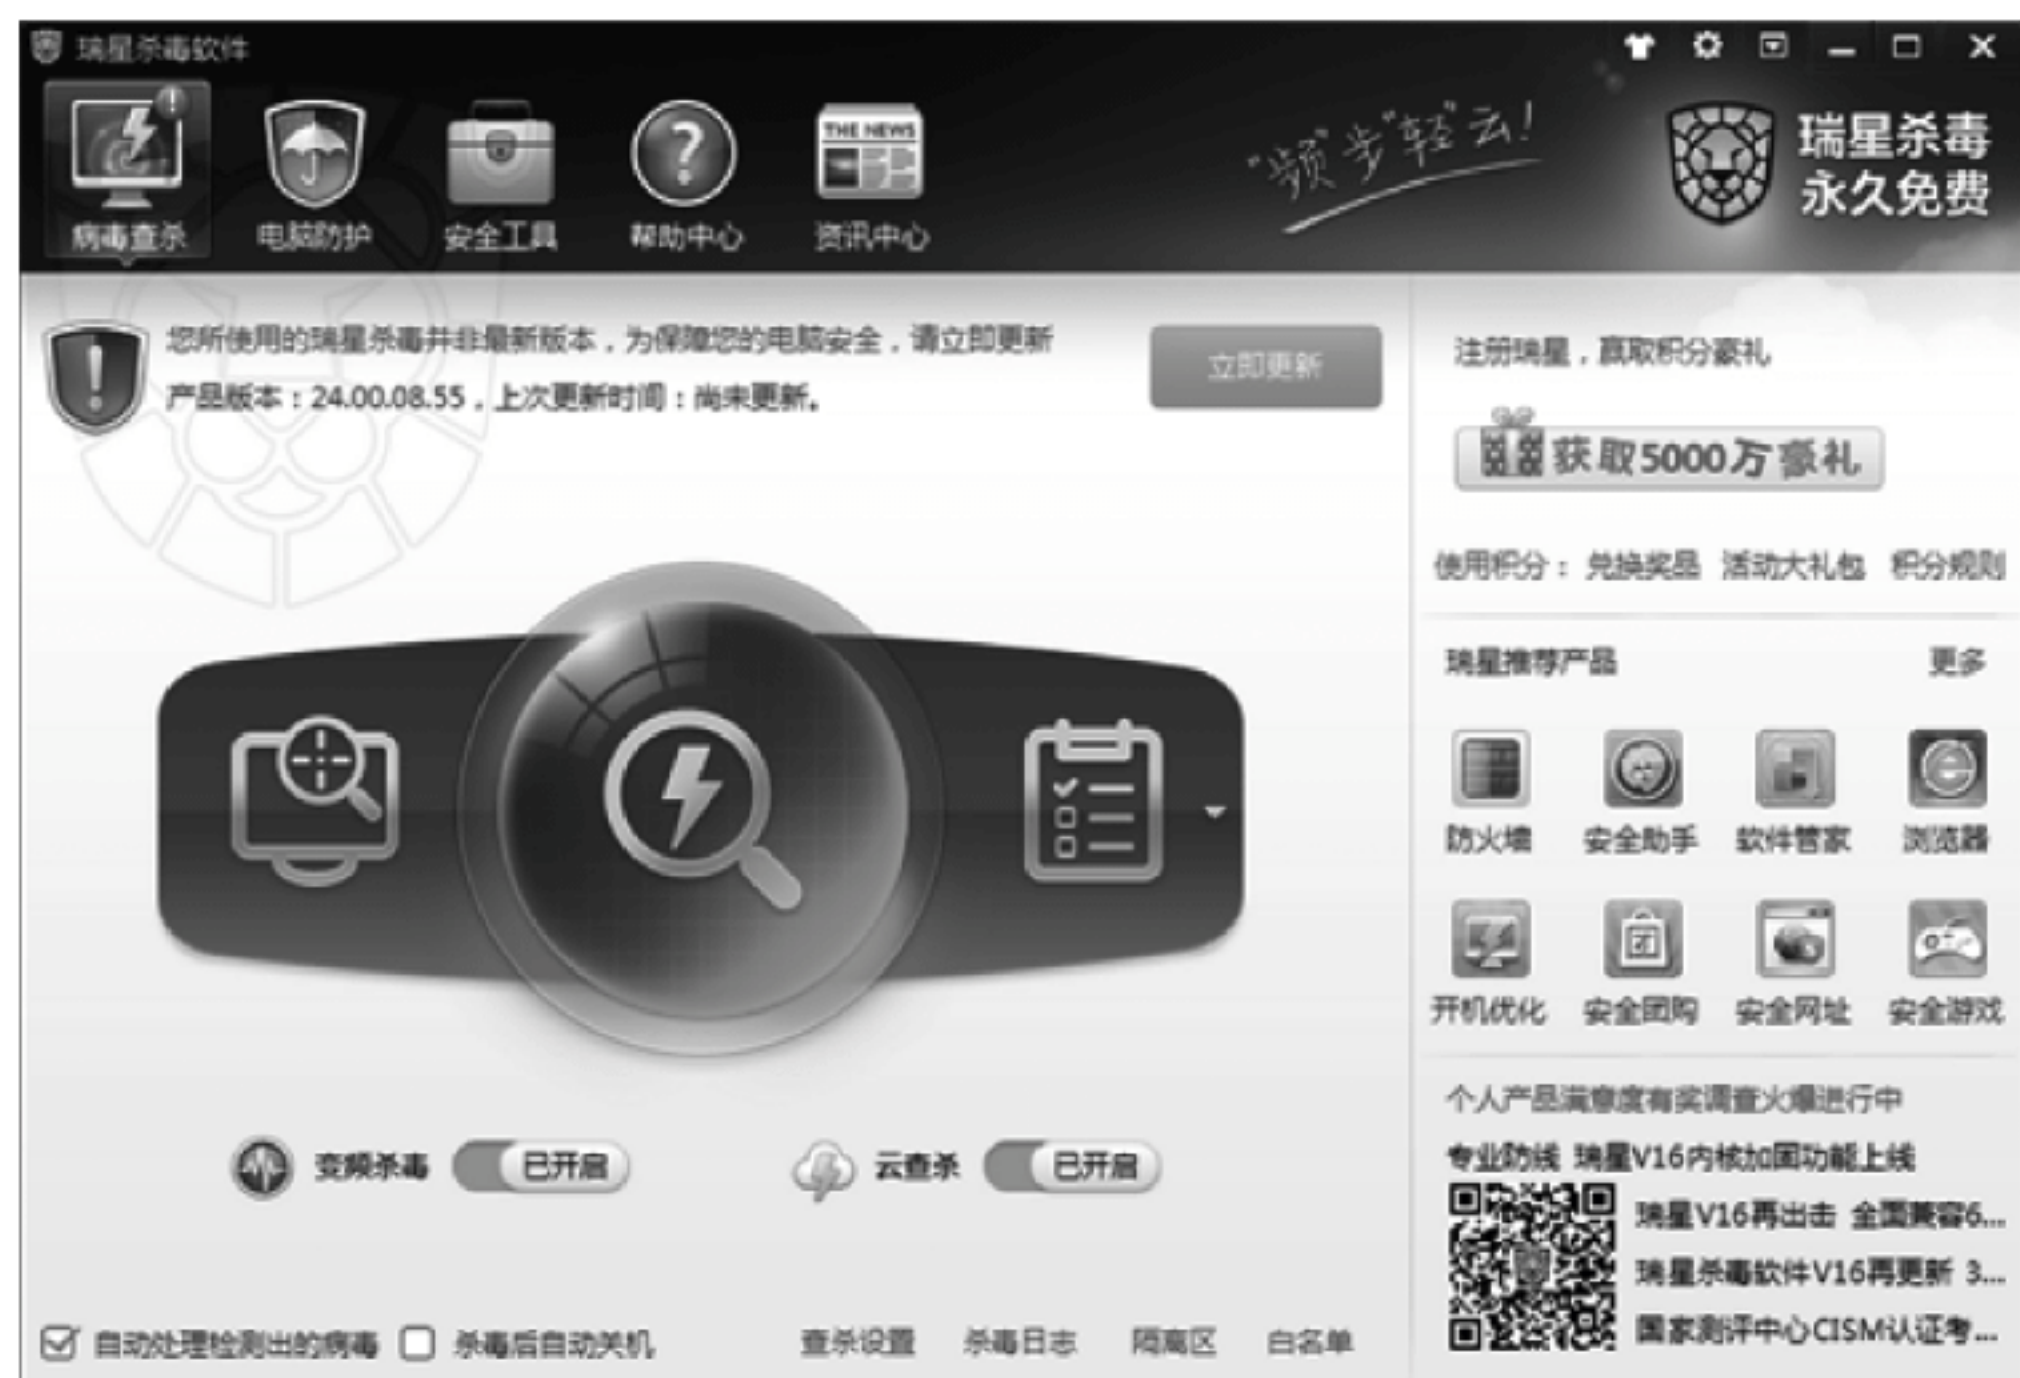 瑞星杀毒软件
病毒查杀 电脑防护 安全工具 帮助中心 资讯中心
THE NEWS
"频"步"轻"云!
瑞星杀毒
永久免费
您所使用的瑞星杀毒并非最新版本，为保障您的电脑安全，请立即更新
产品版本：24.00.08.55，上次更新时间：尚未更新。
立即更新
变频杀毒 已开启 云查杀 已开启
自动处理检测出的病毒 杀毒后自动关机 查杀设置 杀毒日志 隔离区 白名单
注册瑞星，赢取积分豪礼
获取5000万豪礼
使用积分： 兑换奖品 活动大礼包 积分规则
瑞星推荐产品 更多
防火墙 安全助手 软件管家 浏览器
开机优化 安全团购 安全网址 安全游戏
个人产品满意度有奖调查火爆进行中
专业防线 瑞星V16内核加固功能上线
瑞星V16再出击 全面兼容6...
瑞星杀毒软件V16再更新 3...
国家测评中心CISM认证考...